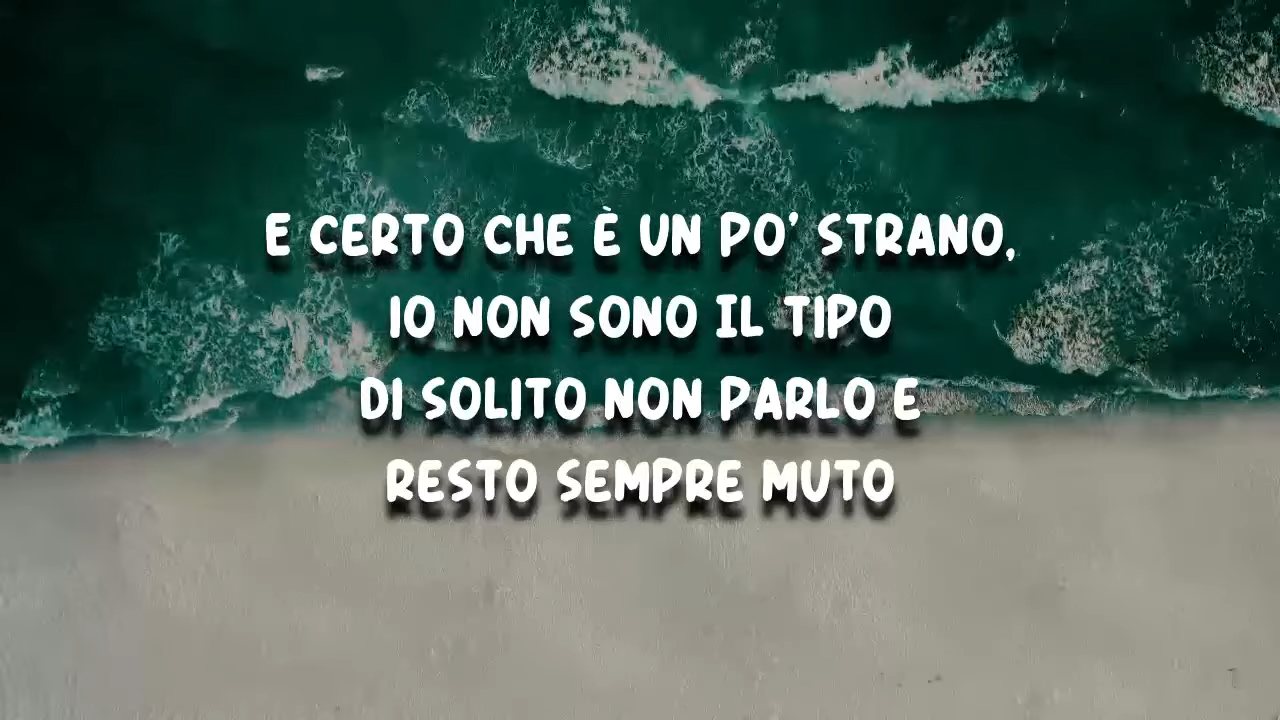 E CERTO CHE È UN PO' STRANO,
IO NON SONO IL TIPO
DI SOLITO NON PARLO E
RESTO SEMPRE MUTO